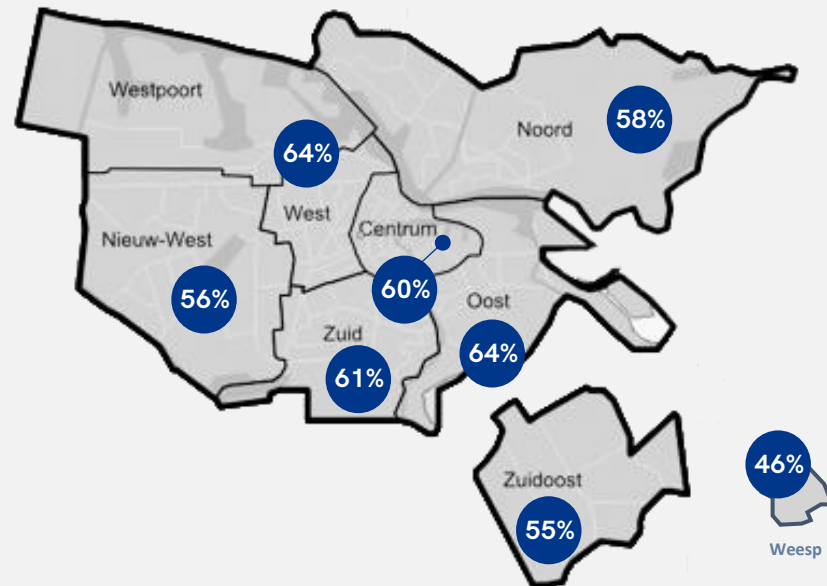 Westpoort
58%
Noord
64%
West
Centrum
Nieuw-West
60%
56%
Oost
Zuid
64%
61%
46%
Zuidoost
55%
Weesp